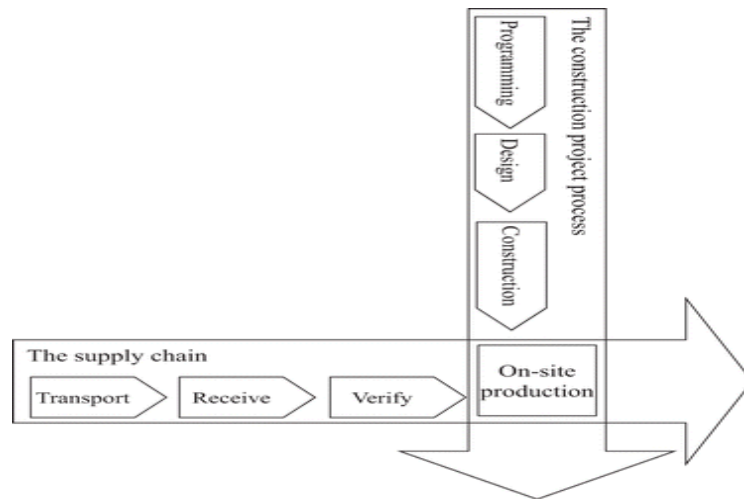 The construction project process
Programming
Design
Construction
The supply chain
Transport
Receive
Verify
On-site
production